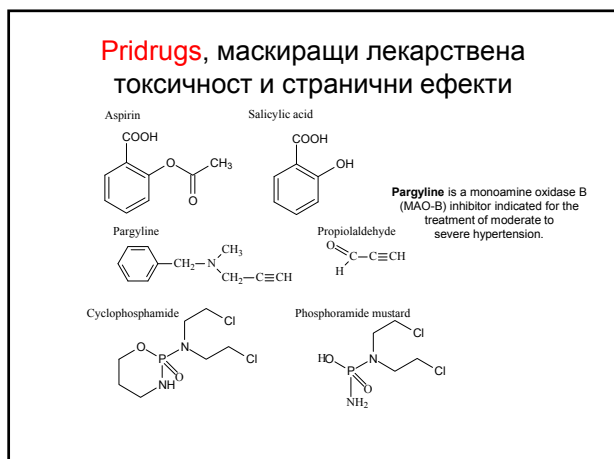 Pridrugs, маскиращи лекарствена
токсичност и странични ефекти
Aspirin
COOH
O
CH3
O
Salicylic acid
COOH
OH
Pargyline is a monoamine oxidase B
(MAO-B) inhibitor indicated for the
treatment of moderate to
severe hypertension.
Pargyline
CH3
CH2-N
CH2-C≡CH
Propiolaldehyde
O
C-C≡CH
H
Cyclophosphamide
Cl
O
N
P
Cl
O
NH
Phosphoramide mustard
Cl
HO
N
P
Cl
O
NH2